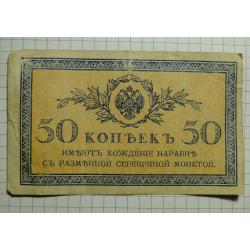 50 КОПѢЕКЪ 50
ИМѢЮТЪ ХОЖДЕНІЕ НАРАВНѢ
СЪ РАЗМѢННОЙ СЕРЕБРЯНОЙ МОНЕТОЙ.